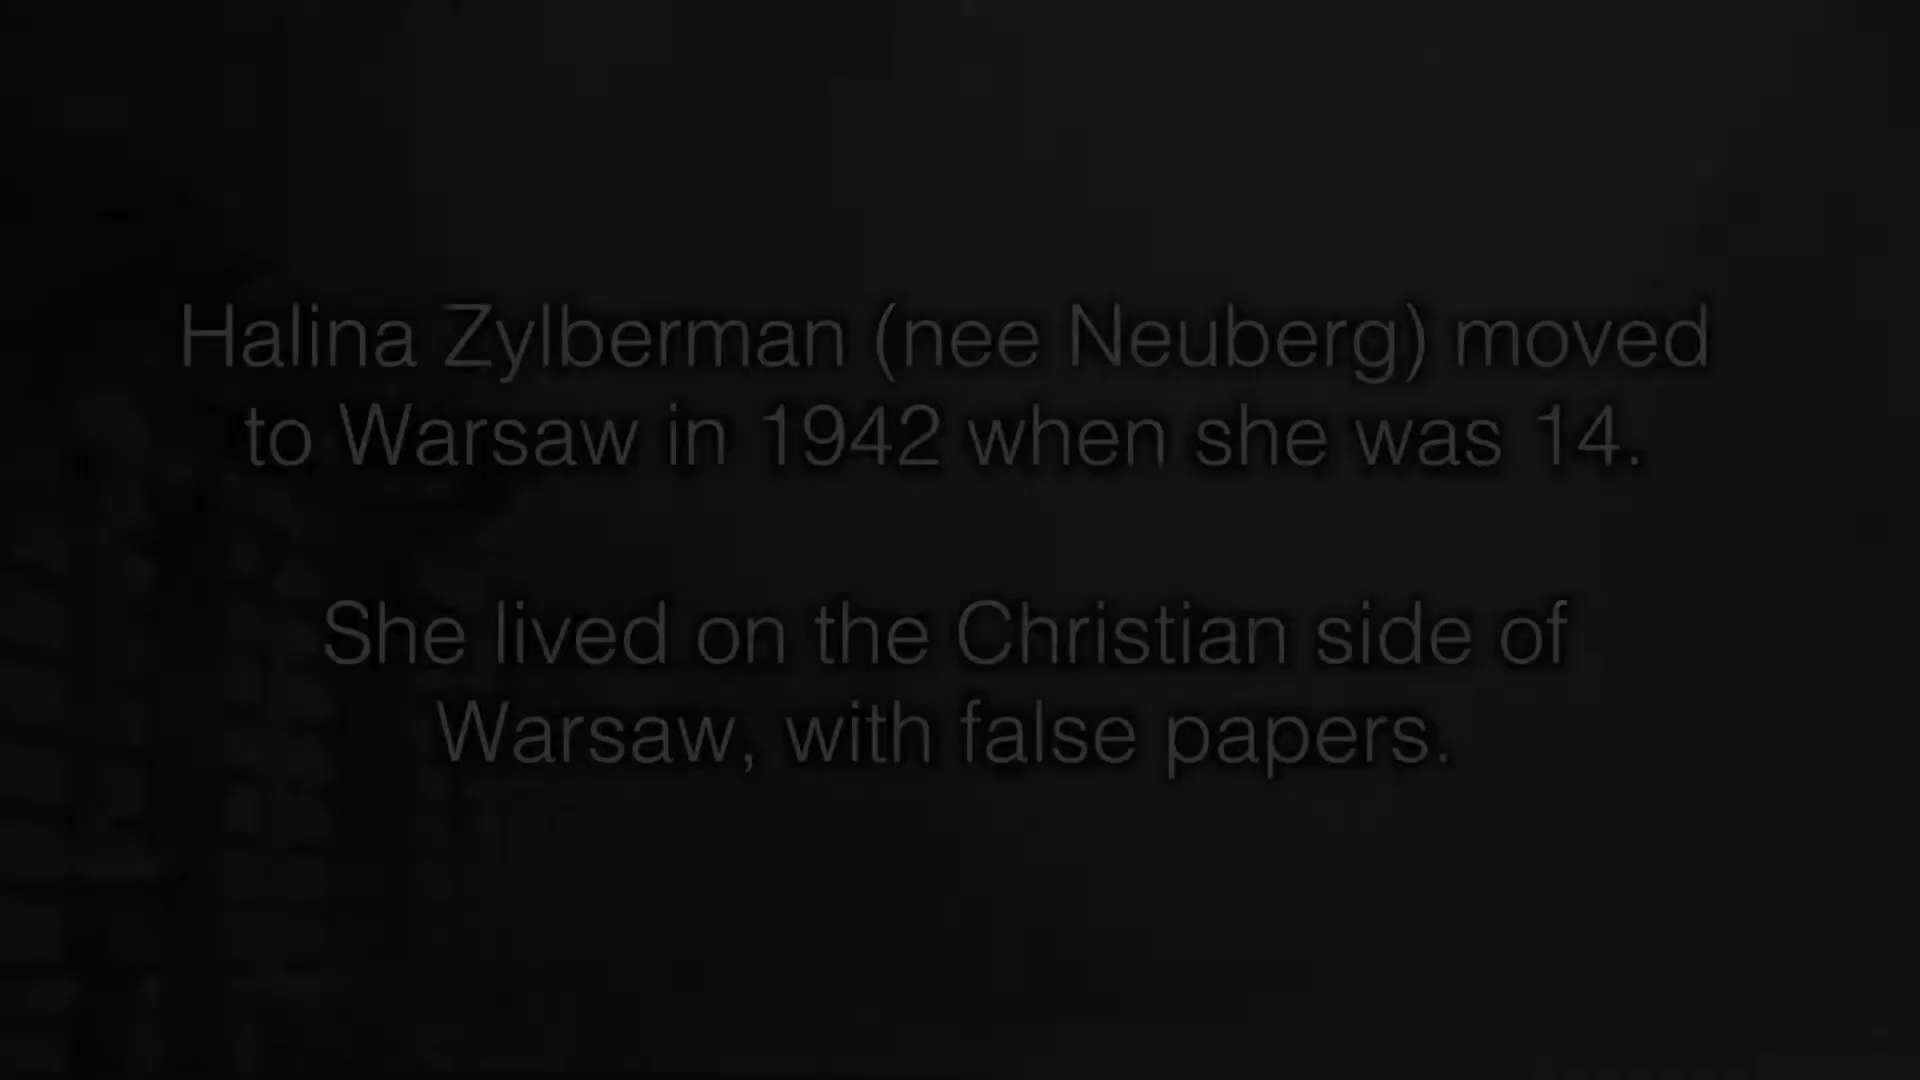 Halina Zylberman (nee Neuberg) moved
to Warsaw in 1942 when she was 14.
She lived on the Christian side of
Warsaw, with false papers.